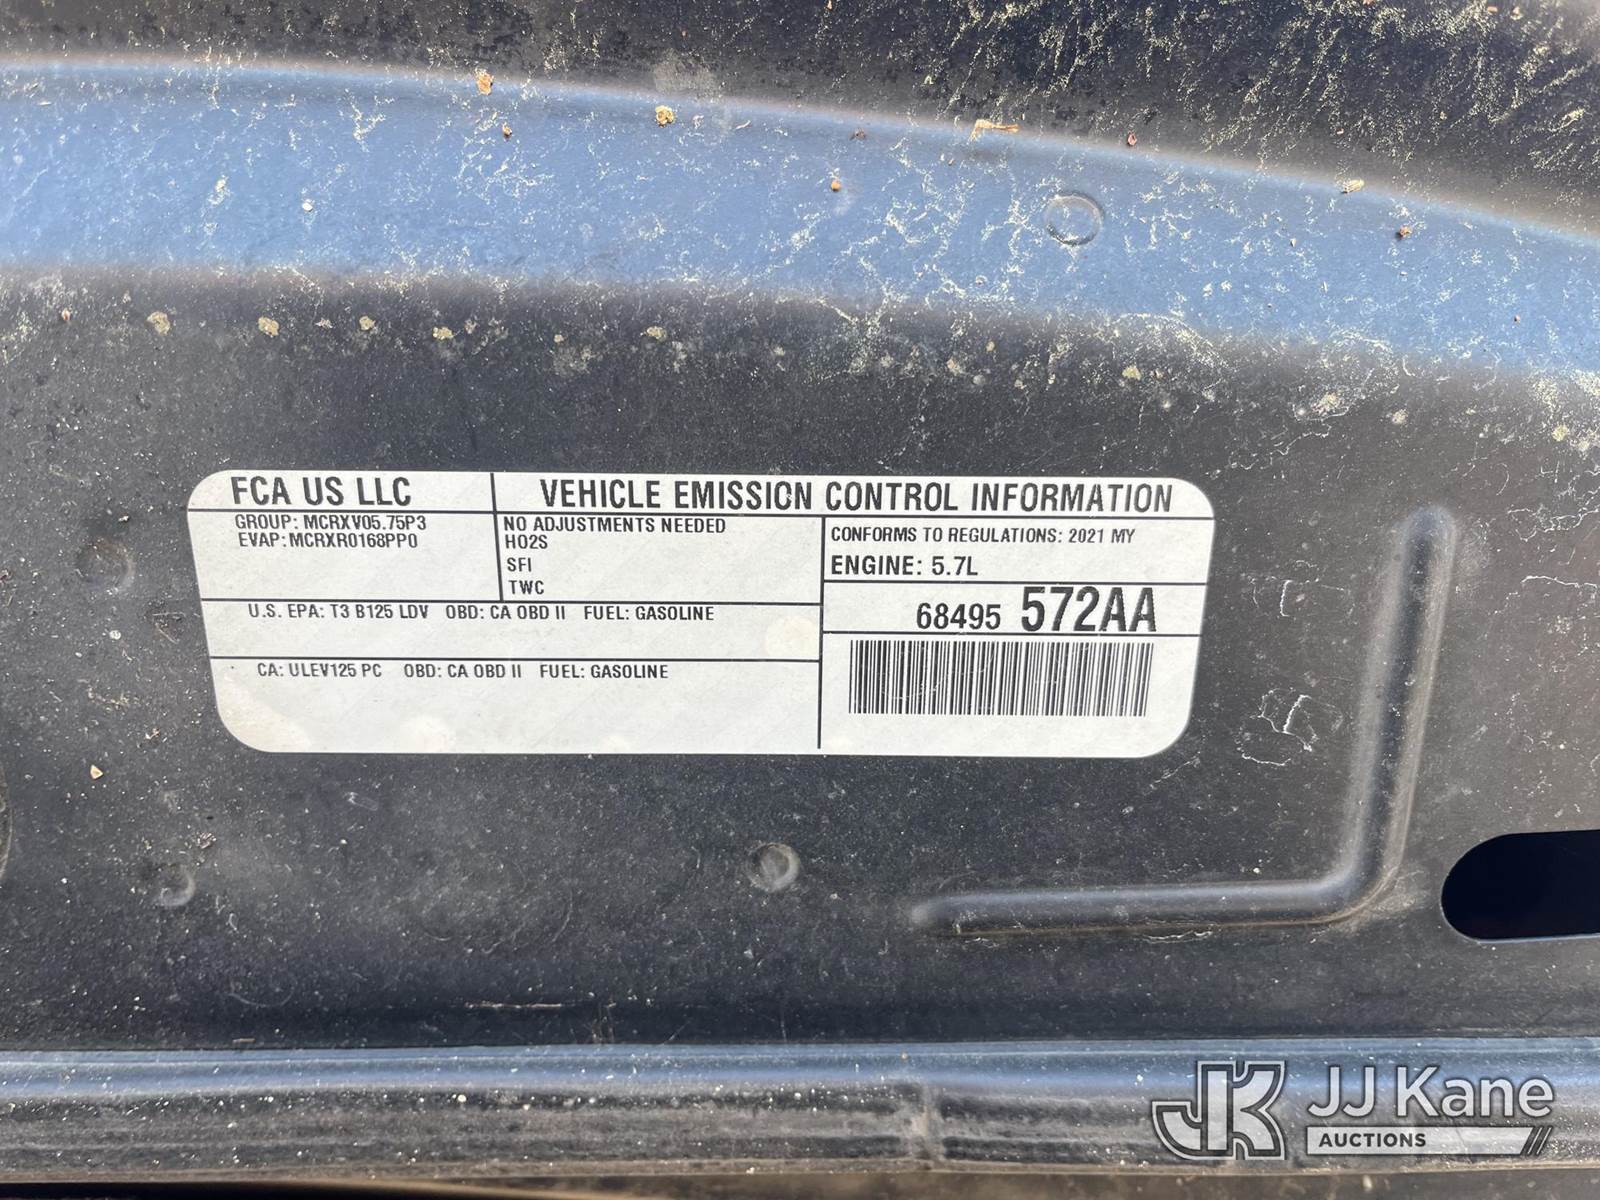 FCA US LLC
VEHICLE EMISSION CONTROL INFORMATION
GROUP: MCRXV05.75P3
EVAP: MCRXR0168PP0
NO ADJUSTMENTS NEEDED
HO2S
SFI
TWC
CONFORMS TO REGULATIONS: 2021 MY
ENGINE: 5.7L
68495 572AA
U.S. EPA: T3 B125 LDV OBD: CA OBD II FUEL: GASOLINE
CA: ULEV125 PC OBD: CA OBD II FUEL: GASOLINE
JK JJ Kane
AUCTIONS